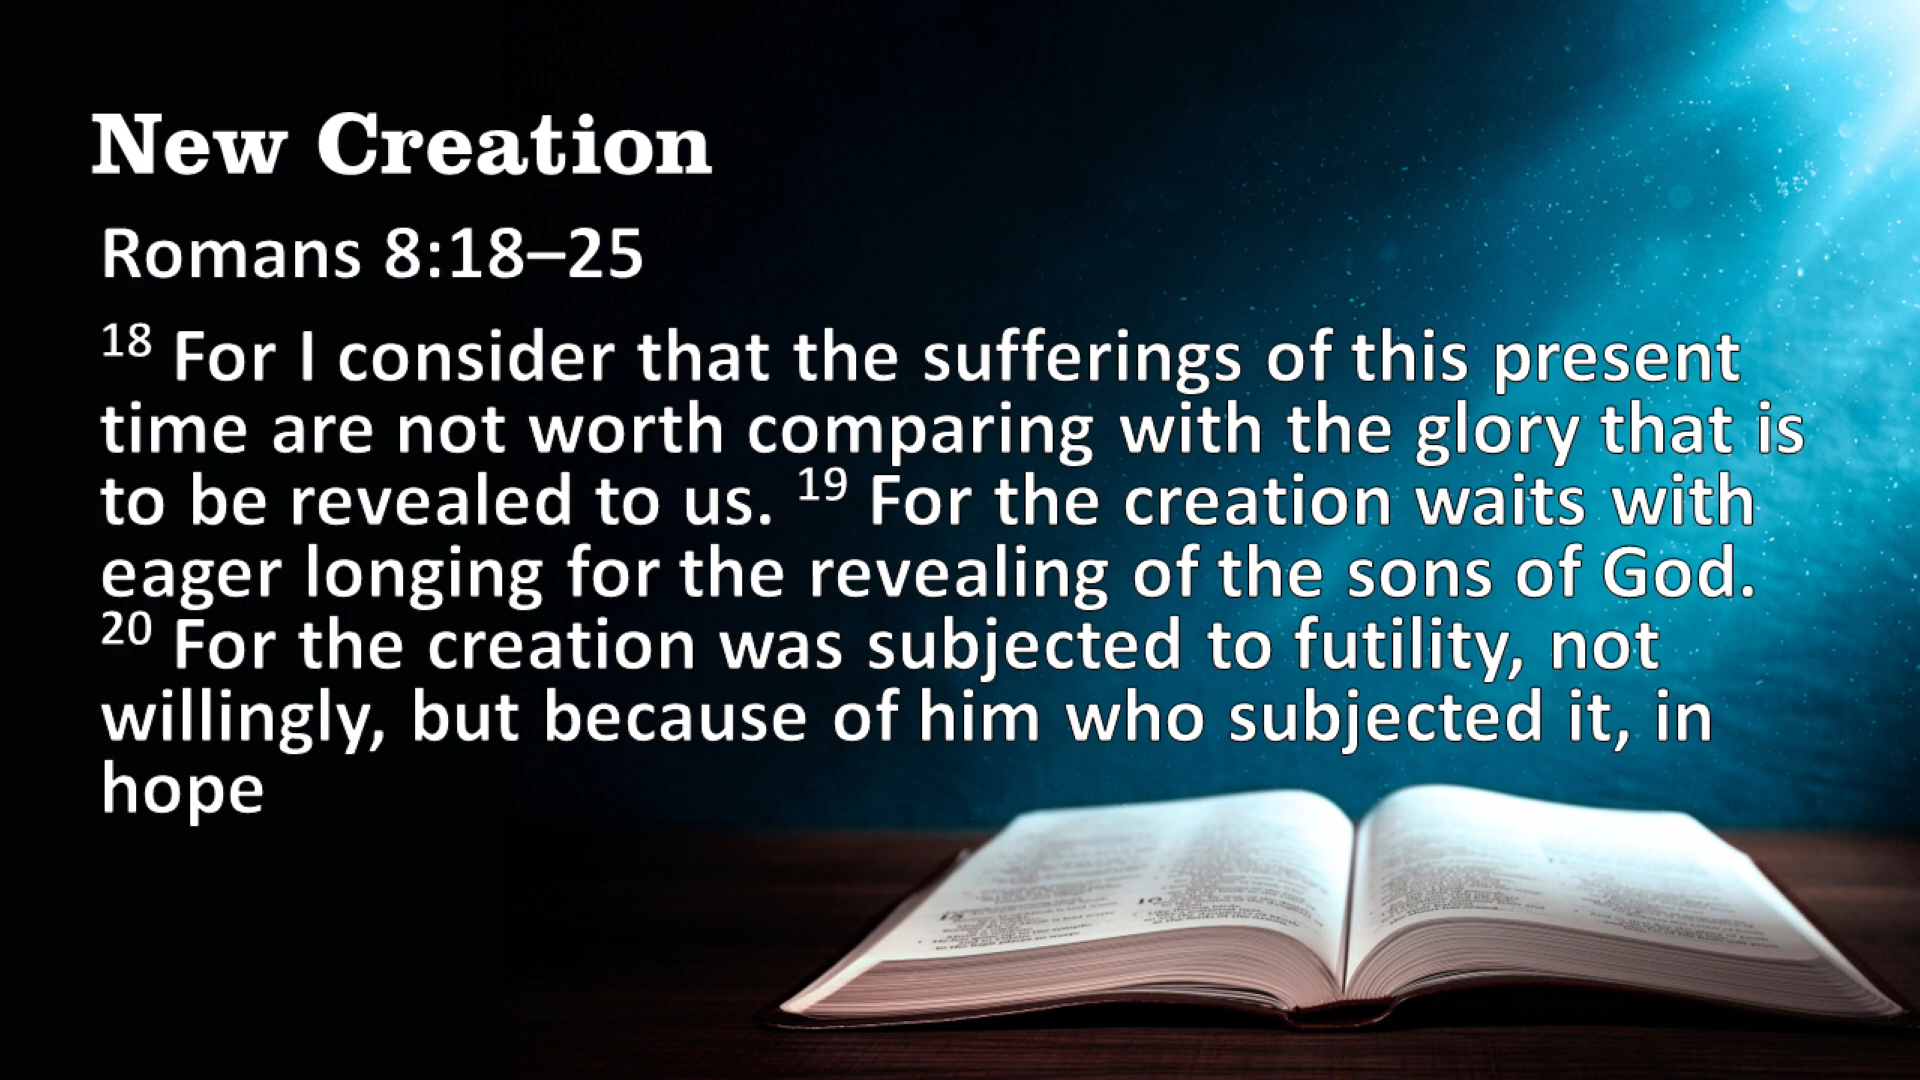 New Creation
Romans 8:18–25
18 For I consider that the sufferings of this present
time are not worth comparing with the glory that is
to be revealed to us. 19 For the creation waits with
eager longing for the revealing of the sons of God.
20 For the creation was subjected to futility, not
willingly, but because of him who subjected it, in
hope